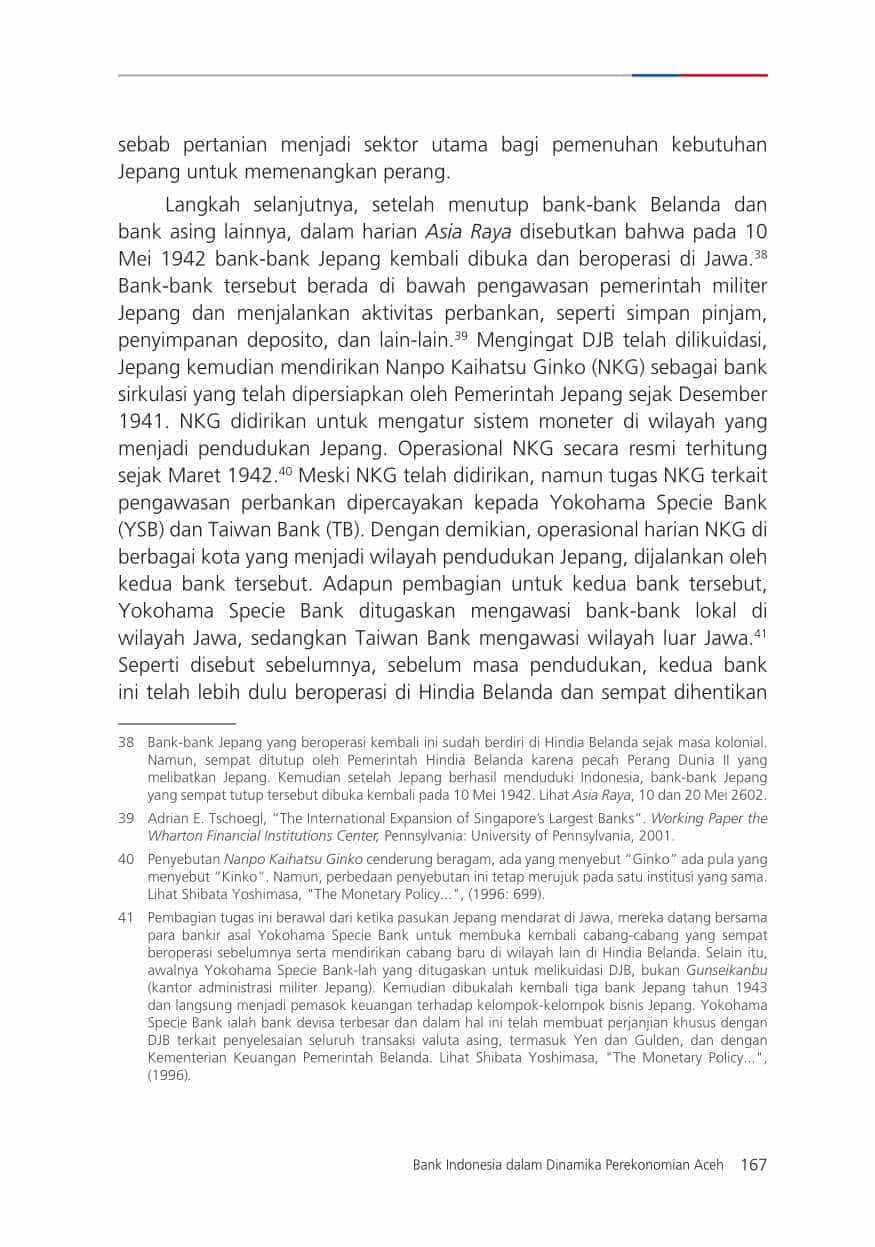 sebab pertanian menjadi sektor utama bagi pemenuhan kebutuhan
Jepang untuk memenangkan perang.
Langkah selanjutnya, setelah menutup bank-bank Belanda dan
bank asing lainnya, dalam harian Asia Raya disebutkan bahwa pada 10
Mei 1942 bank-bank Jepang kembali dibuka dan beroperasi di Jawa.³⁸
Bank-bank tersebut berada di bawah pengawasan pemerintah militer
Jepang dan menjalankan aktivitas perbankan, seperti simpan pinjam,
penyimpanan deposito, dan lain-lain.³⁹ Mengingat DJB telah dilikuidasi,
Jepang kemudian mendirikan Nanpo Kaihatsu Ginko (NKG) sebagai bank
sirkulasi yang telah dipersiapkan oleh Pemerintah Jepang sejak Desember
1941. NKG didirikan untuk mengatur sistem moneter di wilayah yang
menjadi pendudukan Jepang. Operasional NKG secara resmi terhitung
sejak Maret 1942.⁴⁰ Meski NKG telah didirikan, namun tugas NKG terkait
pengawasan perbankan dipercayakan kepada Yokohama Specie Bank
(YSB) dan Taiwan Bank (TB). Dengan demikian, operasional harian NKG di
berbagai kota yang menjadi wilayah pendudukan Jepang, dijalankan oleh
kedua bank tersebut. Adapun pembagian untuk kedua bank tersebut,
Yokohama Specie Bank ditugaskan mengawasi bank-bank lokal di
wilayah Jawa, sedangkan Taiwan Bank mengawasi wilayah luar Jawa.⁴¹
Seperti disebut sebelumnya, sebelum masa pendudukan, kedua bank
ini telah lebih dulu beroperasi di Hindia Belanda dan sempat dihentikan
38 Bank-bank Jepang yang beroperasi kembali ini sudah berdiri di Hindia Belanda sejak masa kolonial.
Namun, sempat ditutup oleh Pemerintah Hindia Belanda karena pecah Perang Dunia II yang
melibatkan Jepang. Kemudian setelah Jepang berhasil menduduki Indonesia, bank-bank Jepang
yang sempat tutup tersebut dibuka kembali pada 10 Mei 1942. Lihat Asia Raya, 10 dan 20 Mei 2602.
39 Adrian E. Tschoegl, “The International Expansion of Singapore’s Largest Banks”. Working Paper the
Wharton Financial Institutions Center, Pennsylvania: University of Pennsylvania, 2001.
40 Penyebutan Nanpo Kaihatsu Ginko cenderung beragam, ada yang menyebut “Ginko” ada pula yang
menyebut “Kinko”. Namun, perbedaan penyebutan ini tetap merujuk pada satu institusi yang sama.
Lihat Shibata Yoshimasa, "The Monetary Policy...", (1996: 699).
41 Pembagian tugas ini berawal dari ketika pasukan Jepang mendarat di Jawa, mereka datang bersama
para bankir asal Yokohama Specie Bank untuk membuka kembali cabang-cabang yang sempat
beroperasi sebelumnya serta mendirikan cabang baru di wilayah lain di Hindia Belanda. Selain itu,
awalnya Yokohama Specie Bank-lah yang ditugaskan untuk melikuidasi DJB, bukan Gunseikanbu
(kantor administrasi militer Jepang). Kemudian dibukalah kembali tiga bank Jepang tahun 1943
dan langsung menjadi pemasok keuangan terhadap kelompok-kelompok bisnis Jepang. Yokohama
Specie Bank ialah bank devisa terbesar dan dalam hal ini telah membuat perjanjian khusus dengan
DJB terkait penyelesaian seluruh transaksi valuta asing, termasuk Yen dan Gulden, dan dengan
Kementerian Keuangan Pemerintah Belanda. Lihat Shibata Yoshimasa, "The Monetary Policy...",
(1996).
Bank Indonesia dalam Dinamika Perekonomian Aceh 167